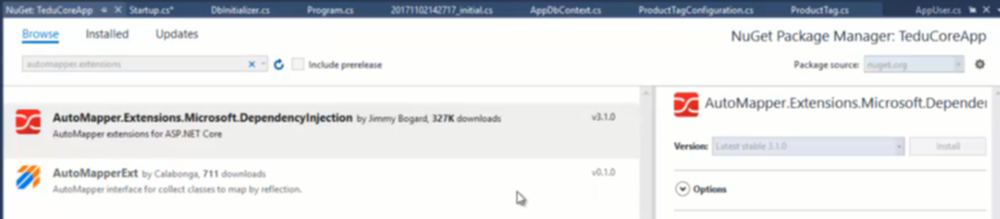 NuGet: TeduCoreApp Startup.cs* DbInitializer.cs Program.cs 20171102142717_initial.cs AppDbContext.cs ProductTagConfiguration.cs ProductTag.cs AppUser.cs
Browse Installed Updates
NuGet Package Manager: TeduCoreApp
automapper.extensions
Include prerelease
Package source: nuget.org
AutoMapper.Extensions.Microsoft.DependencyInjection by Jimmy Bogard, 327K downloads v3.1.0
AutoMapper extensions for ASP.NET Core
AutoMapperExt by Calabonga, 711 downloads v0.1.0
AutoMapper interface for collect classes to map by reflection.
AutoMapper.Extensions.Microsoft.Depender
Version: Latest stable 3.1.0 Install
Options